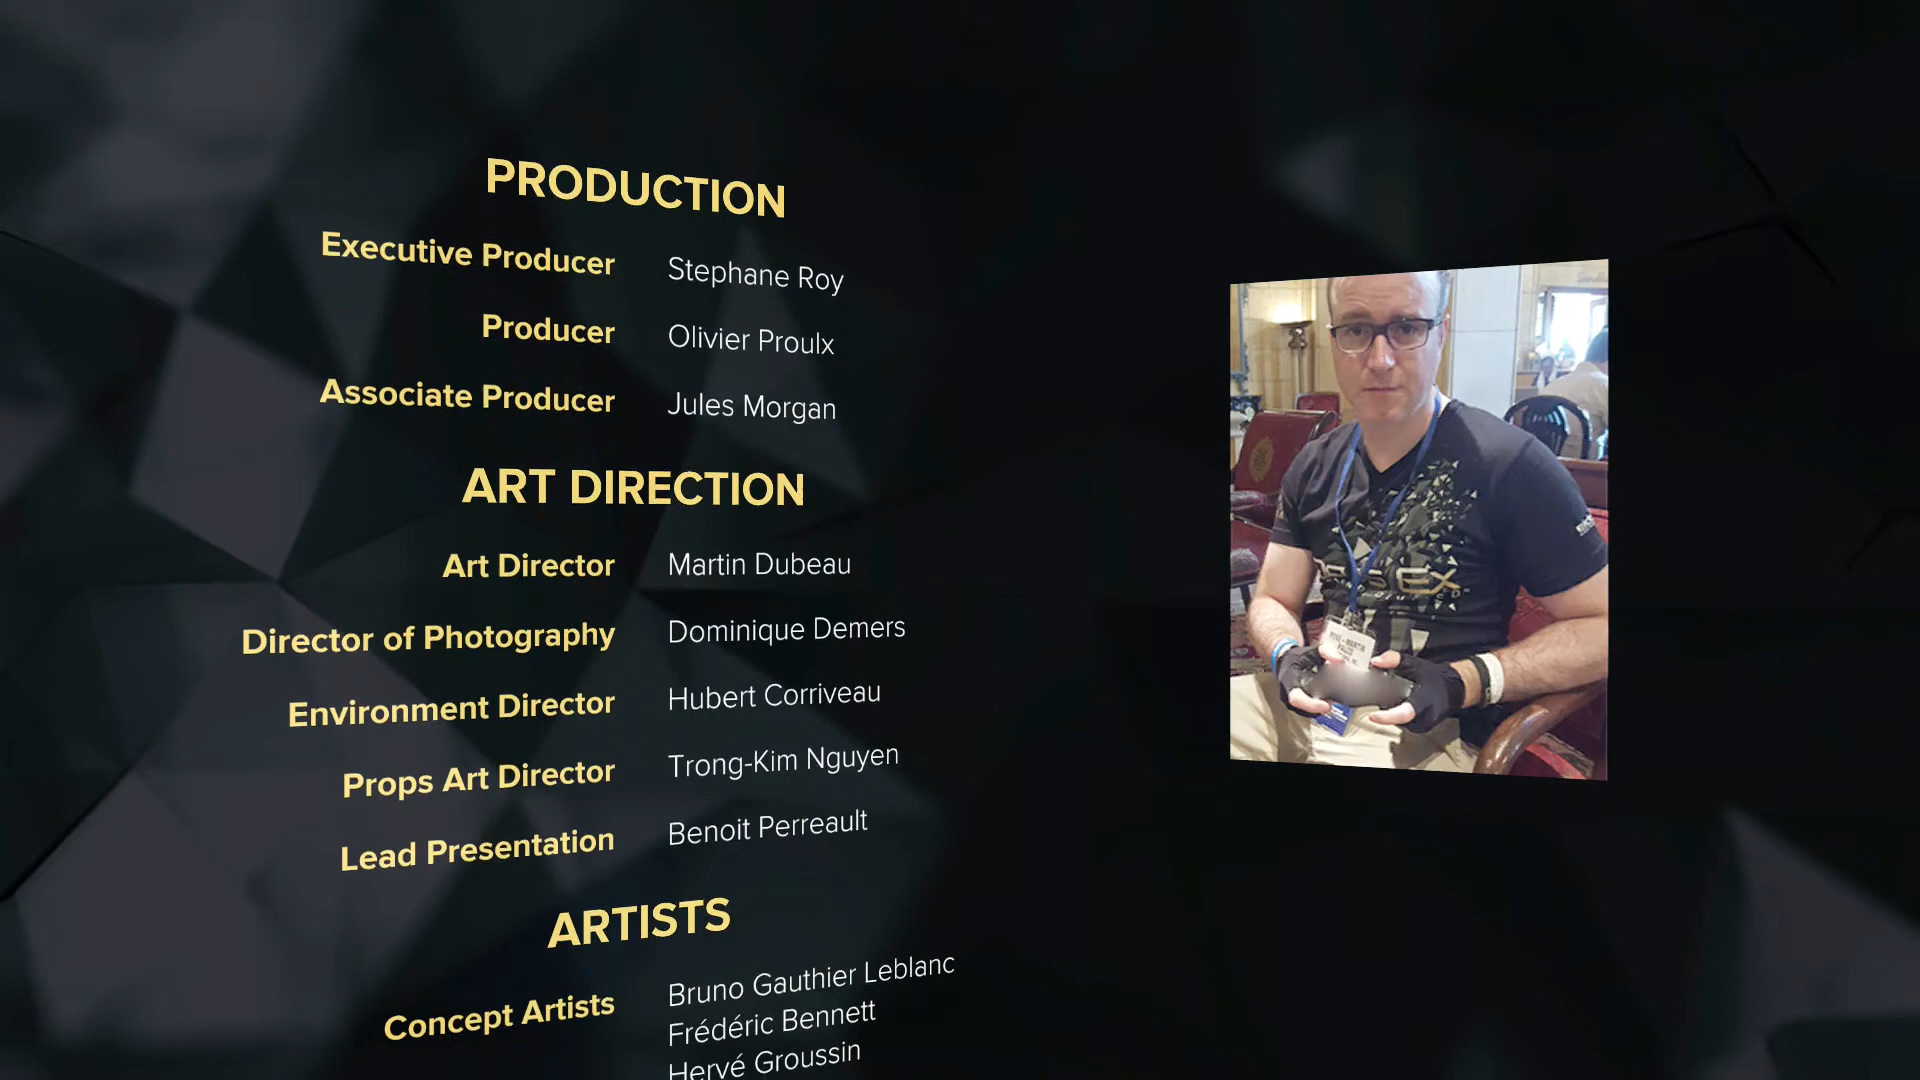 PRODUCTION
Executive Producer Stephane Roy
Producer Olivier Proulx
Associate Producer Jules Morgan
ART DIRECTION
Art Director Martin Dubeau
Director of Photography Dominique Demers
Environment Director Hubert Corriveau
Props Art Director Trong-Kim Nguyen
Lead Presentation Benoit Perreault
ARTISTS
Concept Artists Bruno Gauthier Leblanc
Frédéric Bennett
Hervé Groussin
EX